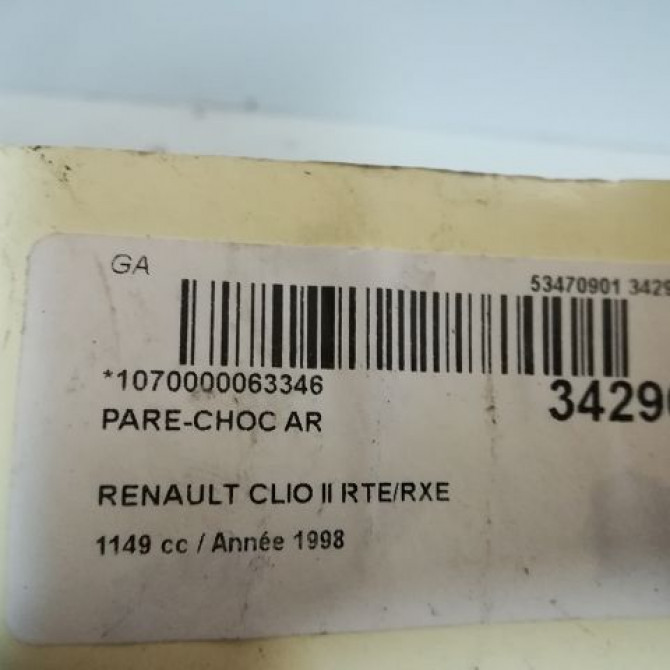 GA
53470901 3429
*1070000063346
3429
PARE-CHOC AR
RENAULT CLIO II RTE/RXE
1149 cc / Année 1998